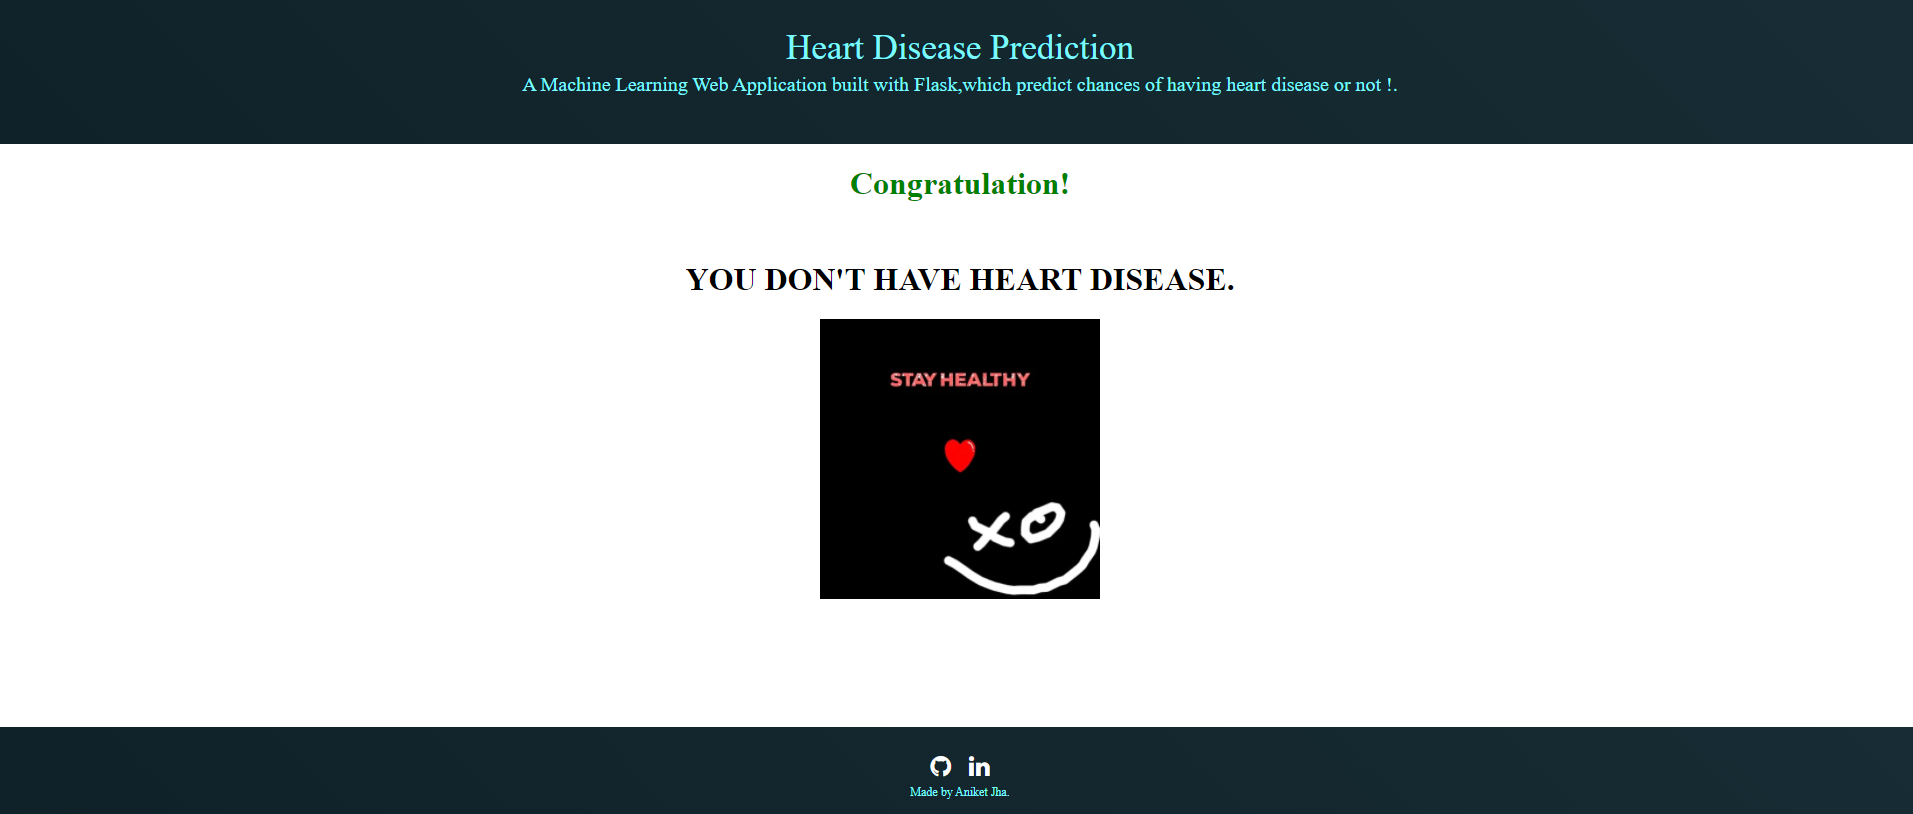 Heart Disease Prediction
A Machine Learning Web Application built with Flask,which predict chances of having heart disease or not !.
Congratulation!
YOU DON'T HAVE HEART DISEASE.
STAY HEALTHY
XO
in
Made by Aniket Jha.